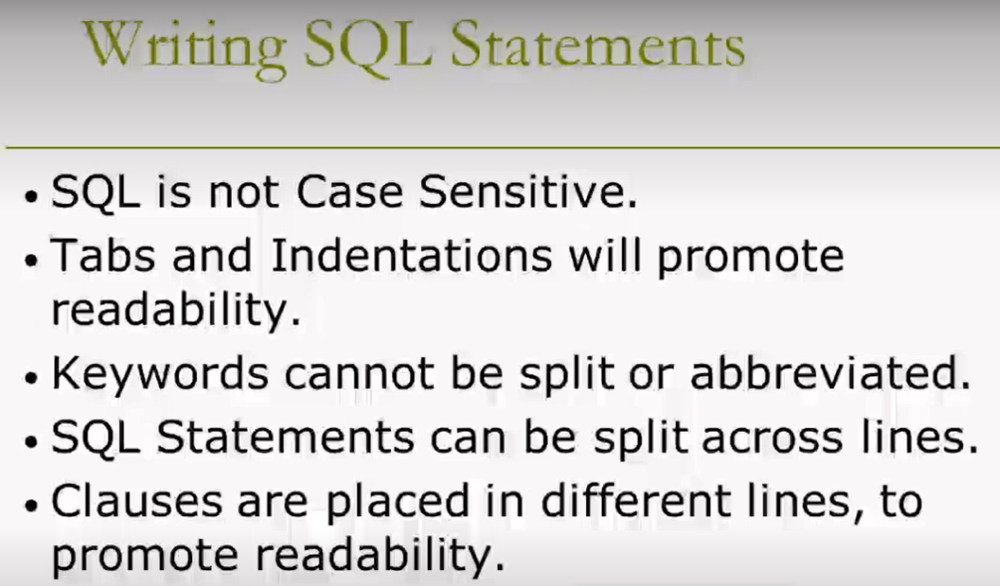 Writing SQL Statements
• SQL is not Case Sensitive.
• Tabs and Indentations will promote
readability.
• Keywords cannot be split or abbreviated.
• SQL Statements can be split across lines.
• Clauses are placed in different lines, to
promote readability.